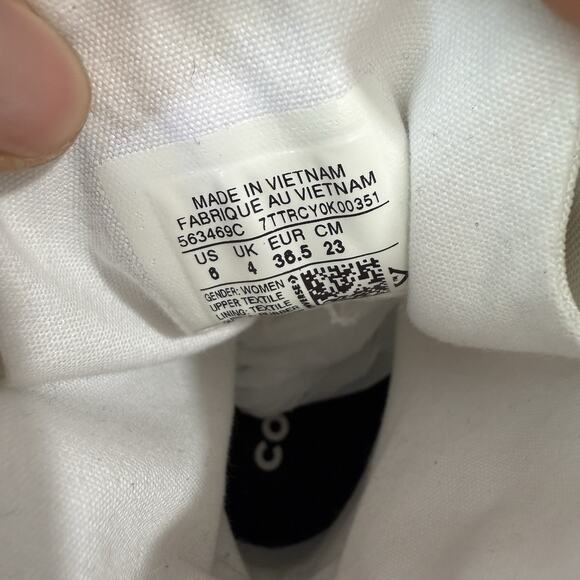 MADE IN VIETNAM
FABRIQUE AU VIETNAM
563469C 7TTRCY0K00351
US UK EUR CM
6 4 36.5 23
GENDER: WOMEN
UPPER TEXTILE
LINING: TEXTILE
CO